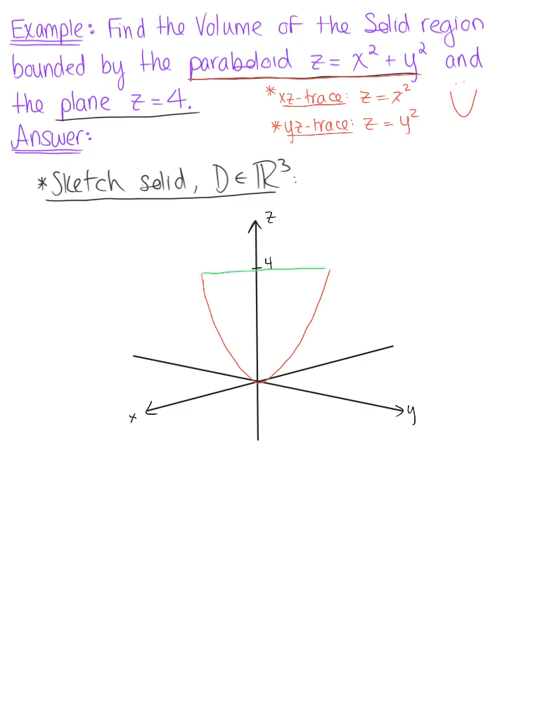 Example: Find the Volume of the Solid region
bounded by the paraboloid z = x² + y² and
the plane z = 4.
*xz-trace: z = x²
*yz-trace: z = y²
Answer:
*Sketch solid, D ∈ ℝ³:
z
4
x
y